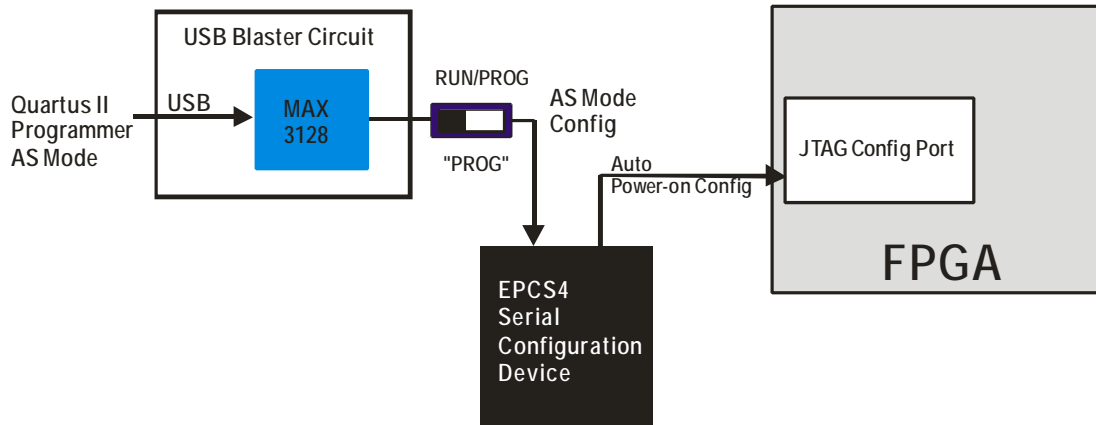 USB Blaster Circuit
Quartus II
Programmer
AS Mode
USB
MAX
3128
RUN/PROG
"PROG"
AS Mode
Config
Auto
Power-on Config
JTAG Config Port
FPGA
EPCS4
Serial
Configuration
Device